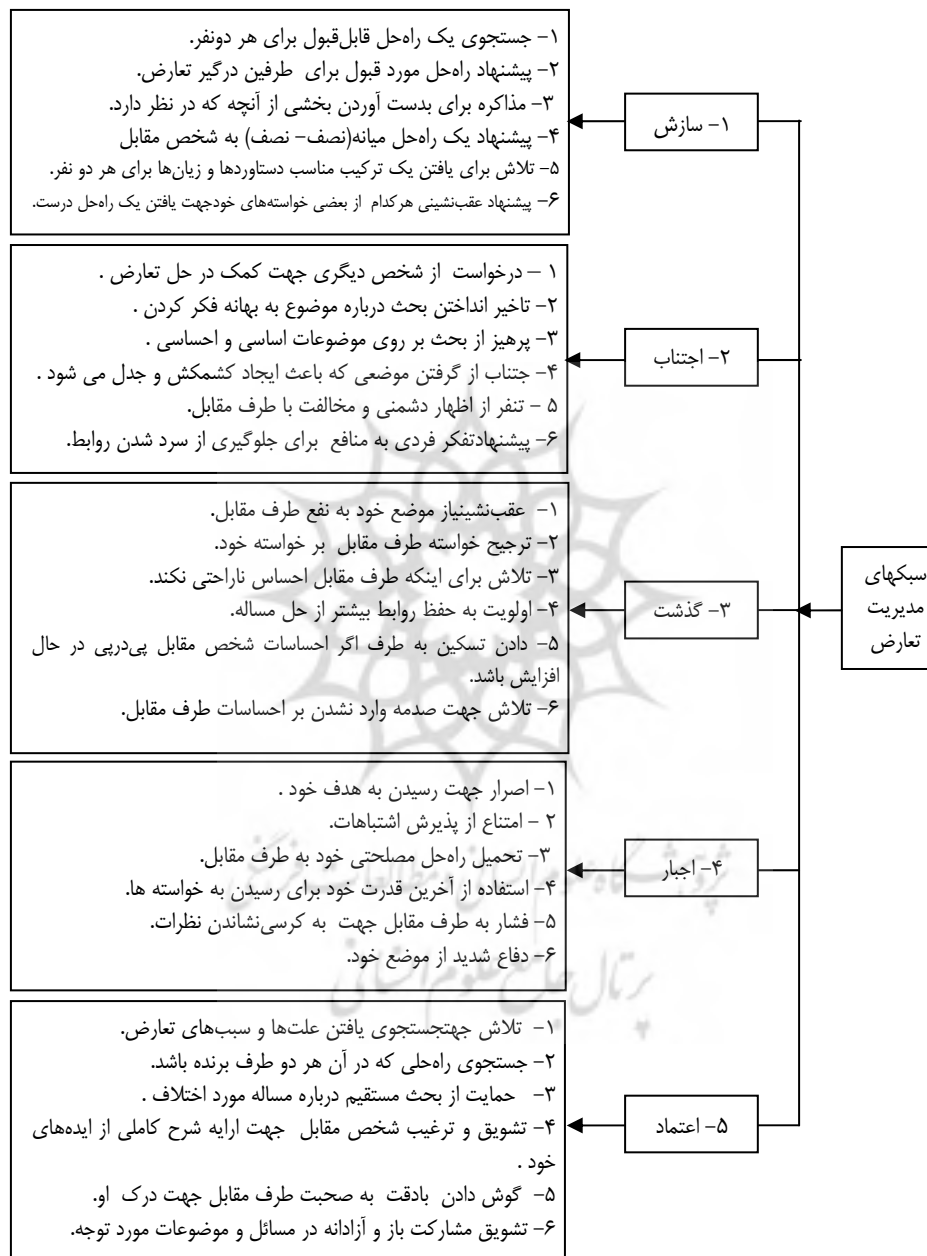 سبکهای
مدیریت
تعارض
۱- سازش
۱- جستجوی یک راه‌حل قابل‌قبول برای هر دونفر.
۲- پیشنهاد راه‌حل مورد قبول برای طرفین درگیر تعارض.
۳- مذاکره برای بدست آوردن بخشی از آنچه که در نظر دارد.
۴- پیشنهاد یک راه‌حل میانه(نصف- نصف) به شخص مقابل
۵- تلاش برای یافتن یک ترکیب مناسب دستاوردها و زیان‌ها برای هر دو نفر.
۶- پیشنهاد عقب‌نشینی هرکدام از بعضی خواسته‌های خودجهت یافتن یک راه‌حل درست.
۲- اجتناب
۱ – درخواست از شخص دیگری جهت کمک در حل تعارض .
۲- تاخیر انداختن بحث درباره موضوع به بهانه فکر کردن .
۳- پرهیز از بحث بر روی موضوعات اساسی و احساسی .
۴- جتناب از گرفتن موضعی که باعث ایجاد کشمکش و جدل می شود .
۵ – تنفر از اظهار دشمنی و مخالفت با طرف مقابل.
۶- پیشنهادتفکر فردی به منافع برای جلوگیری از سرد شدن روابط.
۳- گذشت
۱- عقب‌نشینیاز موضع خود به نفع طرف مقابل.
۲- ترجیح خواسته طرف مقابل بر خواسته خود.
۳- تلاش برای اینکه طرف مقابل احساس ناراحتی نکند.
۴- اولویت به حفظ روابط بیشتر از حل مساله.
۵- دادن تسکین به طرف اگر احساسات شخص مقابل پی‌درپی در حال
افزایش باشد.
۶- تلاش جهت صدمه وارد نشدن بر احساسات طرف مقابل.
۴- اجبار
۱- اصرار جهت رسیدن به هدف خود .
۲ - امتناع از پذیرش اشتباهات.
۳- تحمیل راه‌حل مصلحتی خود به طرف مقابل.
۴- استفاده از آخرین قدرت خود برای رسیدن به خواسته ها.
۵- فشار به طرف مقابل جهت به کرسی‌نشاندن نظرات.
۶- دفاع شدید از موضع خود.
۵- اعتماد
۱- تلاش جهتجستجوی یافتن علت‌ها و سبب‌های تعارض.
۲- جستجوی راه‌حلی که در آن هر دو طرف برنده باشد.
۳- حمایت از بحث مستقیم درباره مساله مورد اختلاف .
۴- تشویق و ترغیب شخص مقابل جهت ارایه شرح کاملی از ایده‌های
خود .
۵- گوش دادن بادقت به صحبت طرف مقابل جهت درک او.
۶- تشویق مشارکت باز و آزادانه در مسائل و موضوعات مورد توجه.
پژوهشگاه علوم انسانی و مطالعات فرهنگی
پرتال جامع علوم انسانی